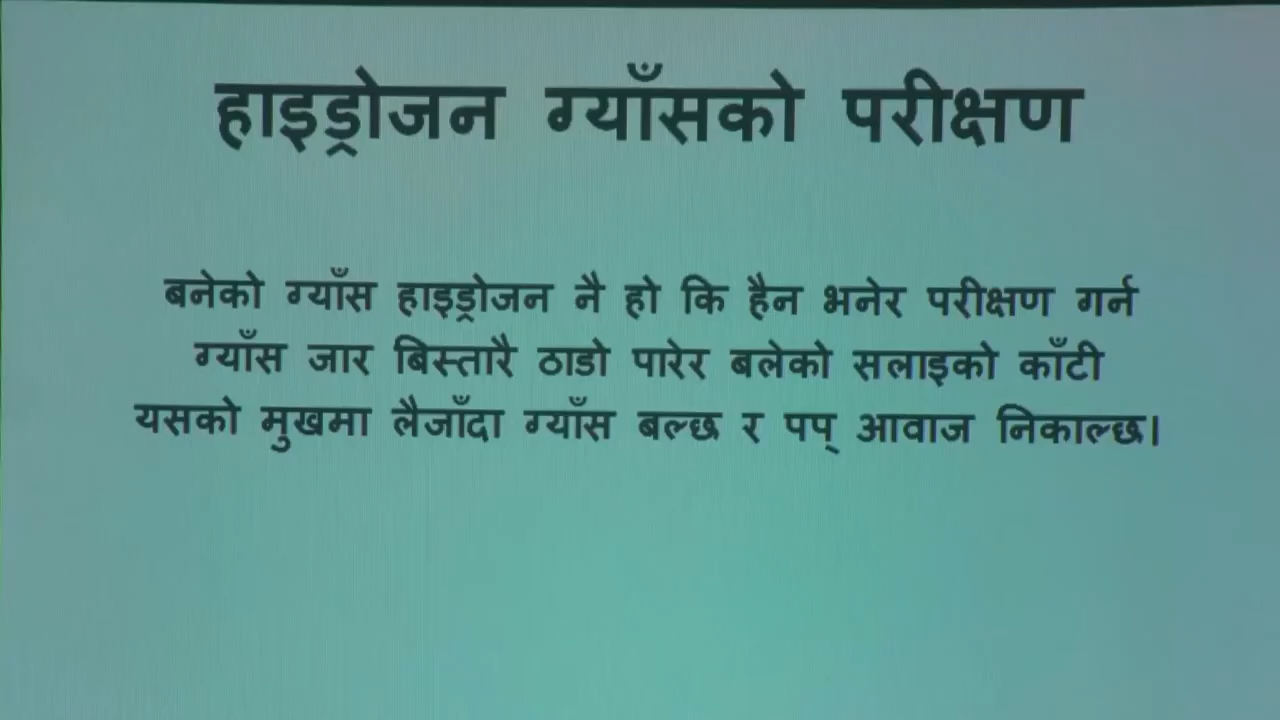 हाइड्रोजन ग्याँसको परीक्षण
बनेको ग्याँस हाइड्रोजन नै हो कि हैन भनेर परीक्षण गर्न
ग्याँस जार बिस्तारै ठाडो पारेर बलेको सलाइको काँटी
यसको मुखमा लैजाँदा ग्याँस बल्छ र पप् आवाज निकाल्छ।